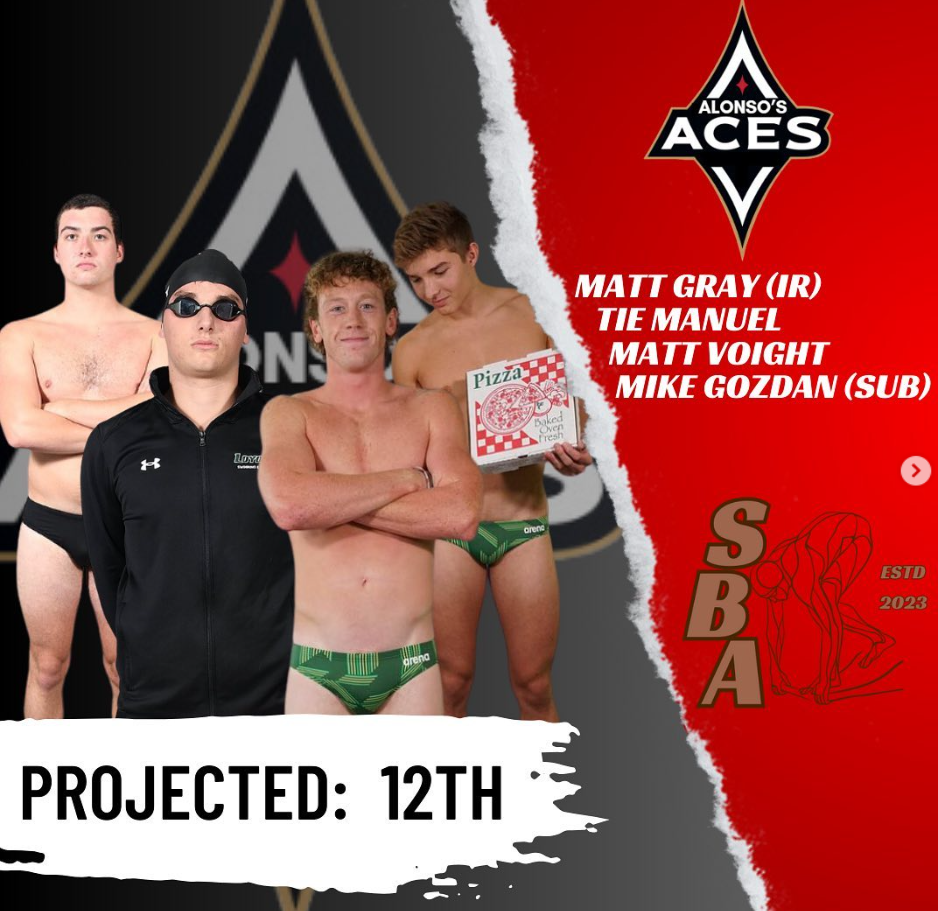 ALONSO'S
ACES
MATT GRAY (IR)
TIE MANUEL
MATT VOIGHT
MIKE GOZDAN (SUB)
Pizza
Baked
Oven
Fresh
arena
arena
SBA
ESTD
2023
PROJECTED: 12TH